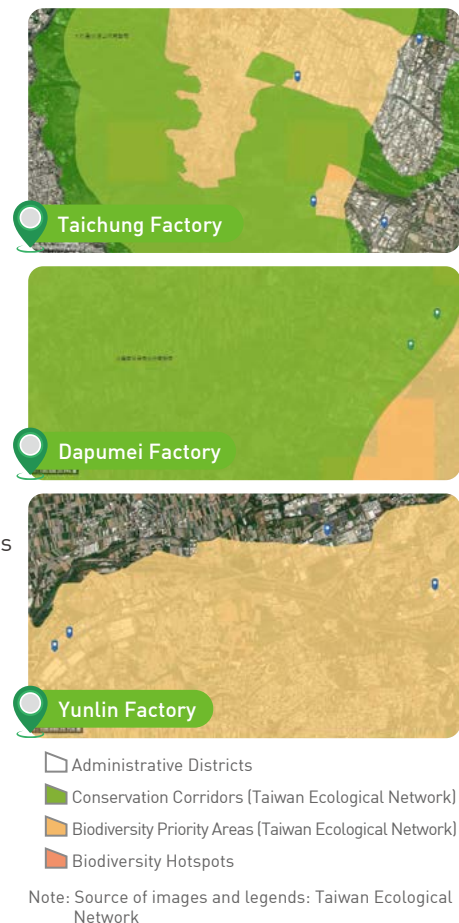 Taichung Factory
Dapumei Factory
s
Yunlin Factory
Administrative Districts
Conservation Corridors (Taiwan Ecological Network)
Biodiversity Priority Areas (Taiwan Ecological Network)
Biodiversity Hotspots
Note: Source of images and legends: Taiwan Ecological
Network